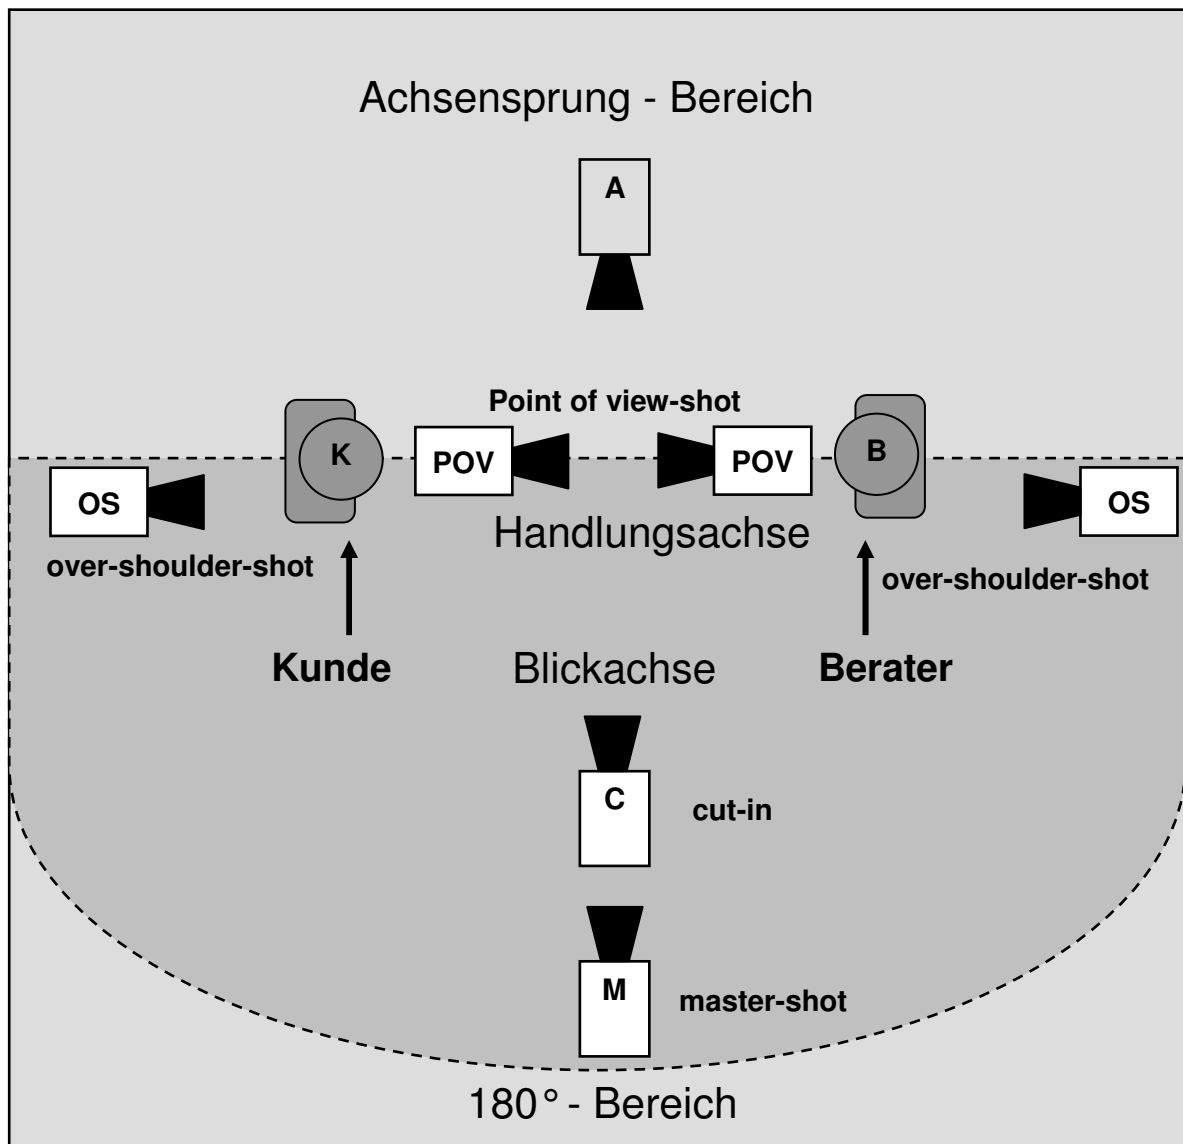 Achsensprung - Bereich
A
Point of view-shot
K
POV
POV
B
OS
OS
Handlungsachse
over-shoulder-shot
over-shoulder-shot
Kunde
Blickachse
Berater
C
cut-in
M
master-shot
180° - Bereich